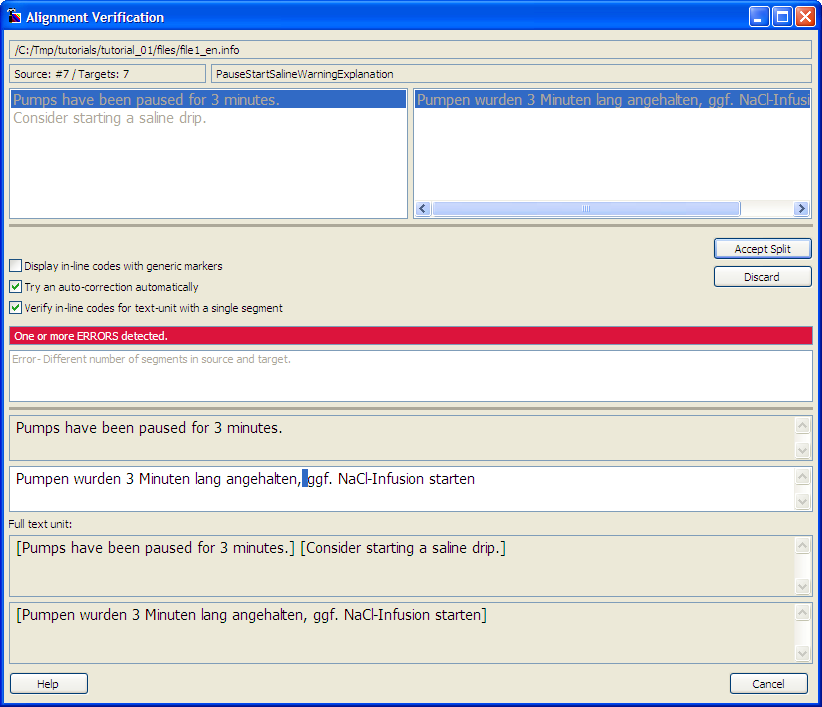 Alignment Verification
/C:/Tmp/tutorials/tutorial_01/files/file1_en.info
Source: #7 / Targets: 7
PauseStartSalineWarningExplanation
Pumps have been paused for 3 minutes.
Consider starting a saline drip.
Pumpen wurden 3 Minuten lang angehalten, ggf. NaCl-Infusi
Accept Split
Display in-line codes with generic markers
Discard
Try an auto-correction automatically
Verify in-line codes for text-unit with a single segment
One or more ERRORS detected.
Error- Different number of segments in source and target.
Pumps have been paused for 3 minutes.
Pumpen wurden 3 Minuten lang angehalten, ggf. NaCl-Infusion starten
Full text unit:
[Pumps have been paused for 3 minutes.] [Consider starting a saline drip.]
[Pumpen wurden 3 Minuten lang angehalten, ggf. NaCl-Infusion starten]
Help
Cancel